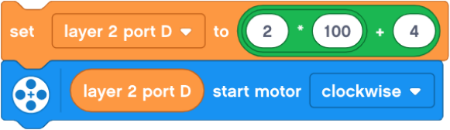 set layer 2 port D to 2 * 100 + 4
layer 2 port D start motor clockwise